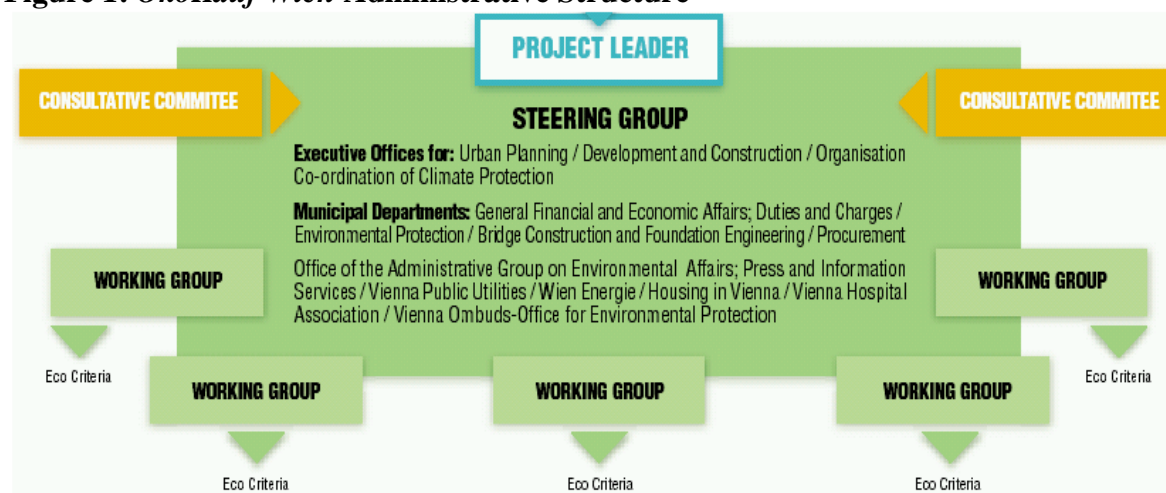 Figure 1. ÖkoKauf Wien Administrative Structure
PROJECT LEADER
CONSULTATIVE COMMITEE
CONSULTATIVE COMMITEE
STEERING GROUP
Executive Offices for: Urban Planning / Development and Construction / Organisation
Co-ordination of Climate Protection
Municipal Departments: General Financial and Economic Affairs; Duties and Charges /
Environmental Protection / Bridge Construction and Foundation Engineering / Procurement
Office of the Administrative Group on Environmental Affairs; Press and Information
Services / Vienna Public Utilities / Wien Energie / Housing in Vienna / Vienna Hospital
Association / Vienna Ombuds-Office for Environmental Protection
WORKING GROUP
WORKING GROUP
Eco Criteria
Eco Criteria
WORKING GROUP
WORKING GROUP
WORKING GROUP
Eco Criteria
Eco Criteria
Eco Criteria